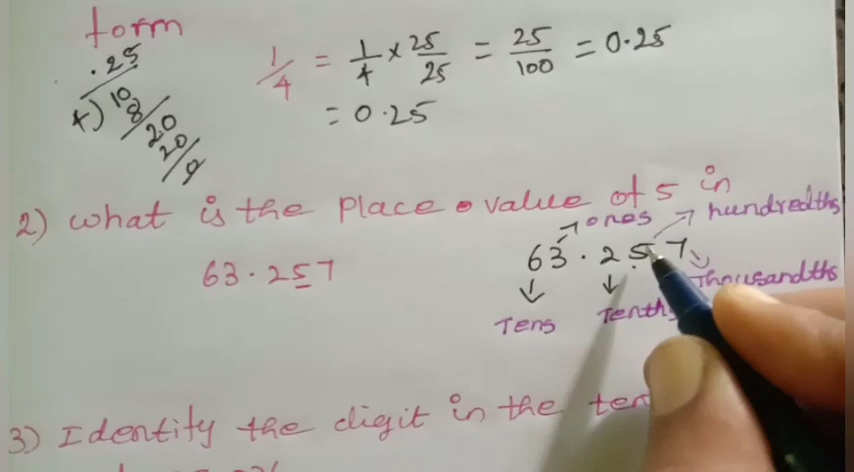 form
1/4 = 1/4 × 25/25 = 25/100 = 0.25
= 0.25
.25
4) 10
8
20
20
0
2) What is the place value of 5 in
63.257
ones
hundredths
63.257
Thousandths
Tens
Tenths
3) Identify the digit in the